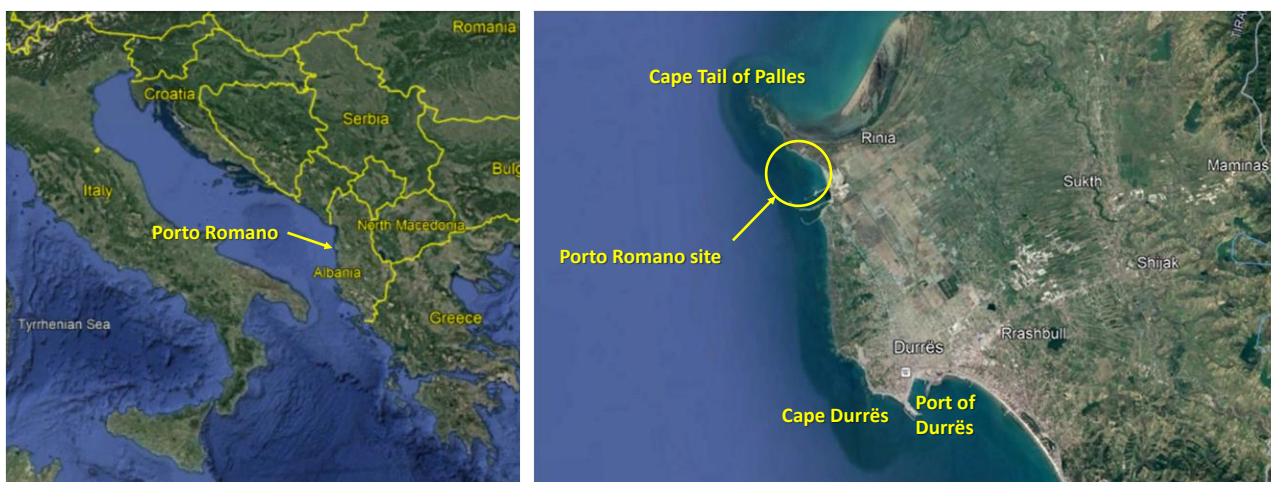 Romania
Croatia
Serbia
Italy
Bulg
Porto Romano
North Macedonia
Albania
Tyrrhenian Sea
Greece
Cape Tail of Palles
Rinia
Sukth
Maminas
TIRA
Porto Romano site
Shijak
Rrashbull
Durrës
Cape Durrës
Port of
Durrës